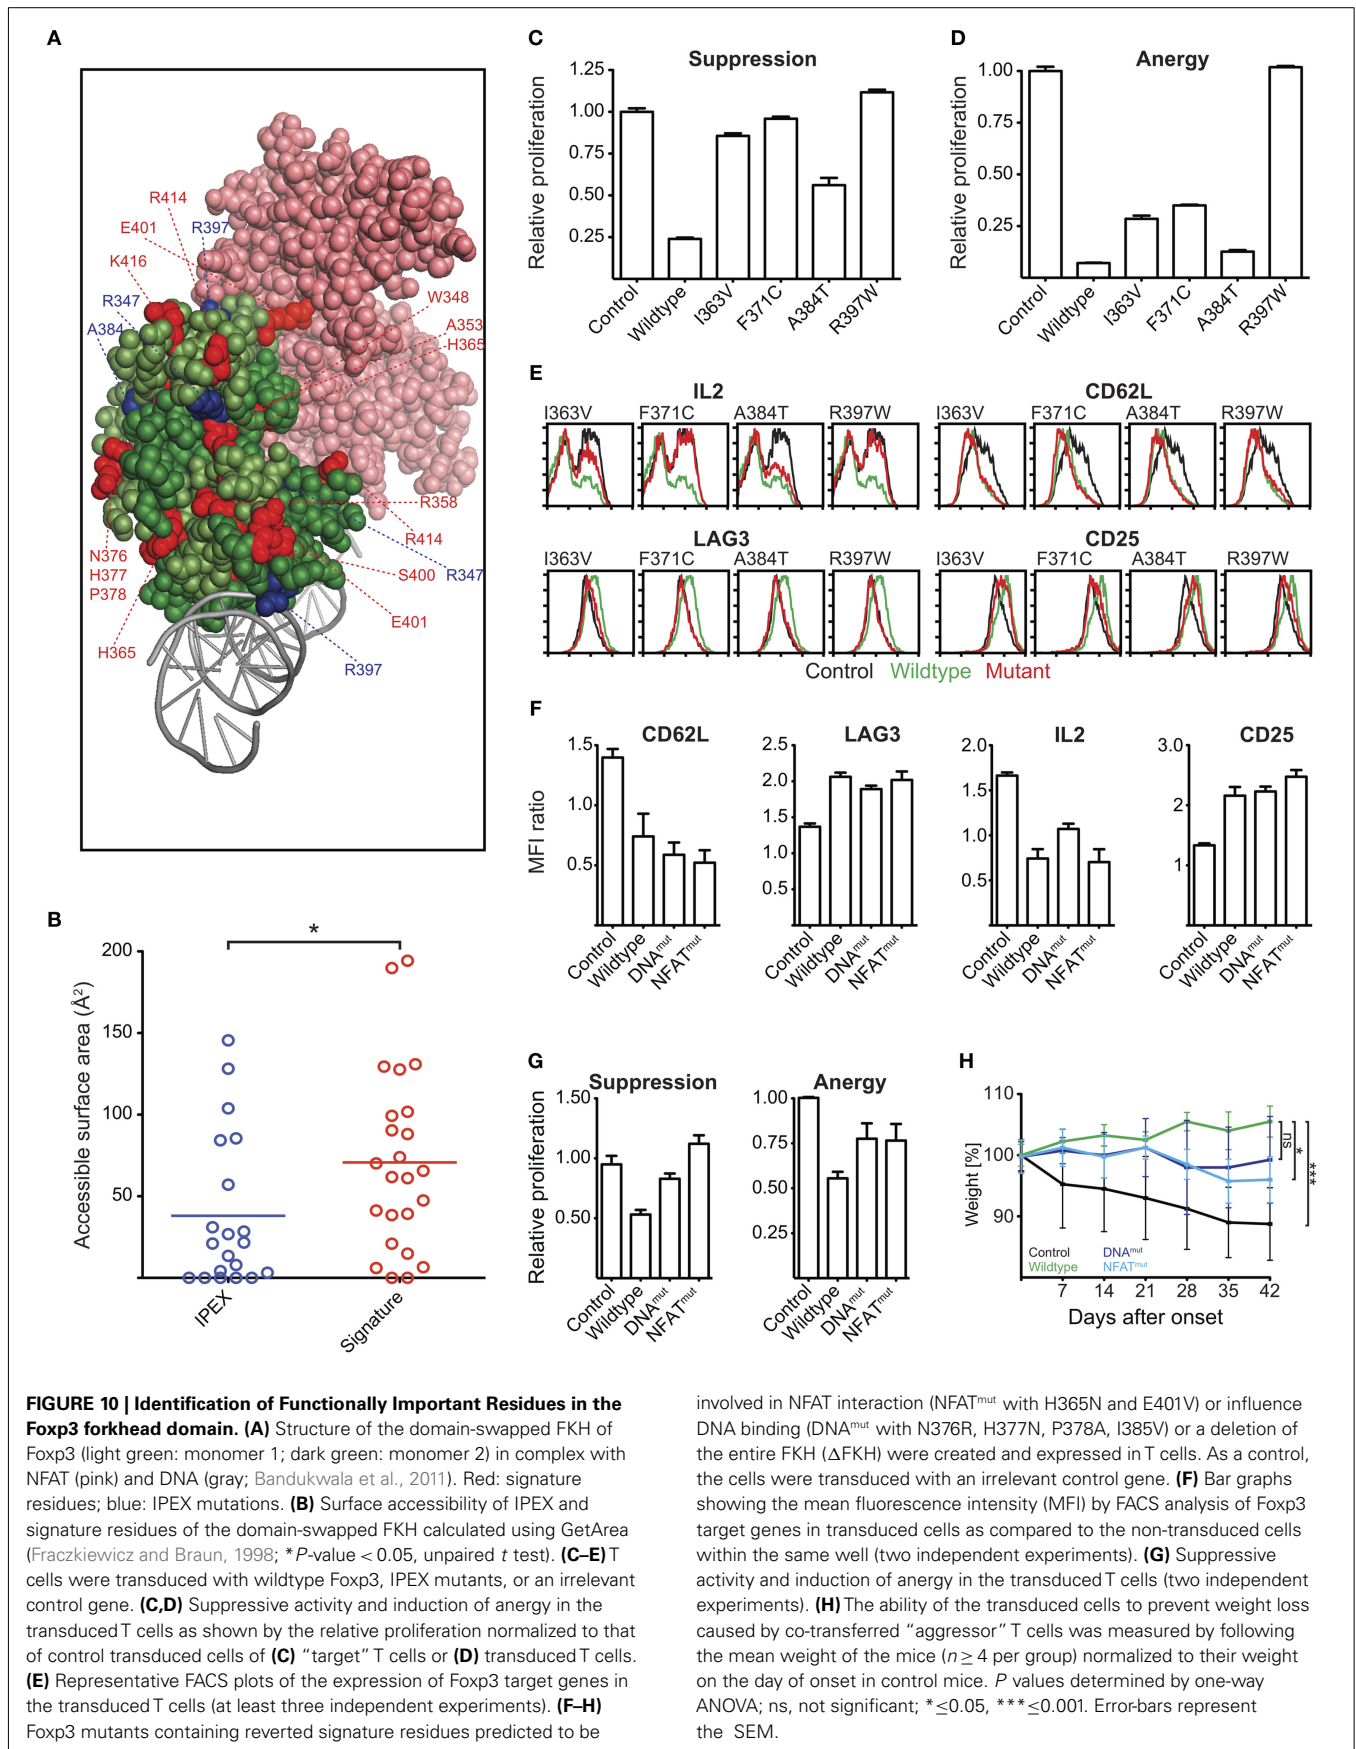 A
R414
E401
R397
K416
R347
A384
W348
A353
H365
R358
R414
N376
H377
P378
S400
R347
E401
H365
R397
B
*
Accessible surface area (Å²)
200
150
100
50
IPEX
Signature
C
Suppression
Relative proliferation
1.25
1.00
0.75
0.50
0.25
Control
Wildtype
I363V
F371C
A384T
R397W
D
Anergy
Relative proliferation
1.00
0.75
0.50
0.25
Control
Wildtype
I363V
F371C
A384T
R397W
E
IL2
I363V F371C A384T R397W
CD62L
I363V F371C A384T R397W
LAG3
I363V F371C A384T R397W
CD25
I363V F371C A384T R397W
Control Wildtype Mutant
F
MFI ratio
CD62L
1.5
1.0
0.5
Control
Wildtype
DNAᵐᵘᵗ
NFATᵐᵘᵗ
LAG3
2.5
2.0
1.5
1.0
0.5
Control
Wildtype
DNAᵐᵘᵗ
NFATᵐᵘᵗ
IL2
2.0
1.5
1.0
0.5
Control
Wildtype
DNAᵐᵘᵗ
NFATᵐᵘᵗ
CD25
3.0
2
1
Control
Wildtype
DNAᵐᵘᵗ
NFATᵐᵘᵗ
G
Suppression
Relative proliferation
1.50
1.00
0.50
Control
Wildtype
DNAᵐᵘᵗ
NFATᵐᵘᵗ
Anergy
1.00
0.75
0.50
0.25
Control
Wildtype
DNAᵐᵘᵗ
NFATᵐᵘᵗ
H
Weight [%]
110
100
90
ns
*
***
Control DNAᵐᵘᵗ
Wildtype NFATᵐᵘᵗ
7 14 21 28 35 42
Days after onset
FIGURE 10 | Identification of Functionally Important Residues in the
Foxp3 forkhead domain. (A) Structure of the domain-swapped FKH of
Foxp3 (light green: monomer 1; dark green: monomer 2) in complex with
NFAT (pink) and DNA (gray; Bandukwala et al., 2011). Red: signature
residues; blue: IPEX mutations. (B) Surface accessibility of IPEX and
signature residues of the domain-swapped FKH calculated using GetArea
(Fraczkiewicz and Braun, 1998; *P-value < 0.05, unpaired t test). (C–E) T
cells were transduced with wildtype Foxp3, IPEX mutants, or an irrelevant
control gene. (C,D) Suppressive activity and induction of anergy in the
transduced T cells as shown by the relative proliferation normalized to that
of control transduced cells of (C) "target" T cells or (D) transduced T cells.
(E) Representative FACS plots of the expression of Foxp3 target genes in
the transduced T cells (at least three independent experiments). (F–H)
Foxp3 mutants containing reverted signature residues predicted to be
involved in NFAT interaction (NFATᵐᵘᵗ with H365N and E401V) or influence
DNA binding (DNAᵐᵘᵗ with N376R, H377N, P378A, I385V) or a deletion of
the entire FKH (ΔFKH) were created and expressed in T cells. As a control,
the cells were transduced with an irrelevant control gene. (F) Bar graphs
showing the mean fluorescence intensity (MFI) by FACS analysis of Foxp3
target genes in transduced cells as compared to the non-transduced cells
within the same well (two independent experiments). (G) Suppressive
activity and induction of anergy in the transduced T cells (two independent
experiments). (H) The ability of the transduced cells to prevent weight loss
caused by co-transferred "aggressor" T cells was measured by following
the mean weight of the mice (n ≥ 4 per group) normalized to their weight
on the day of onset in control mice. P values determined by one-way
ANOVA; ns, not significant; *≤0.05, ***≤0.001. Error-bars represent
the SEM.